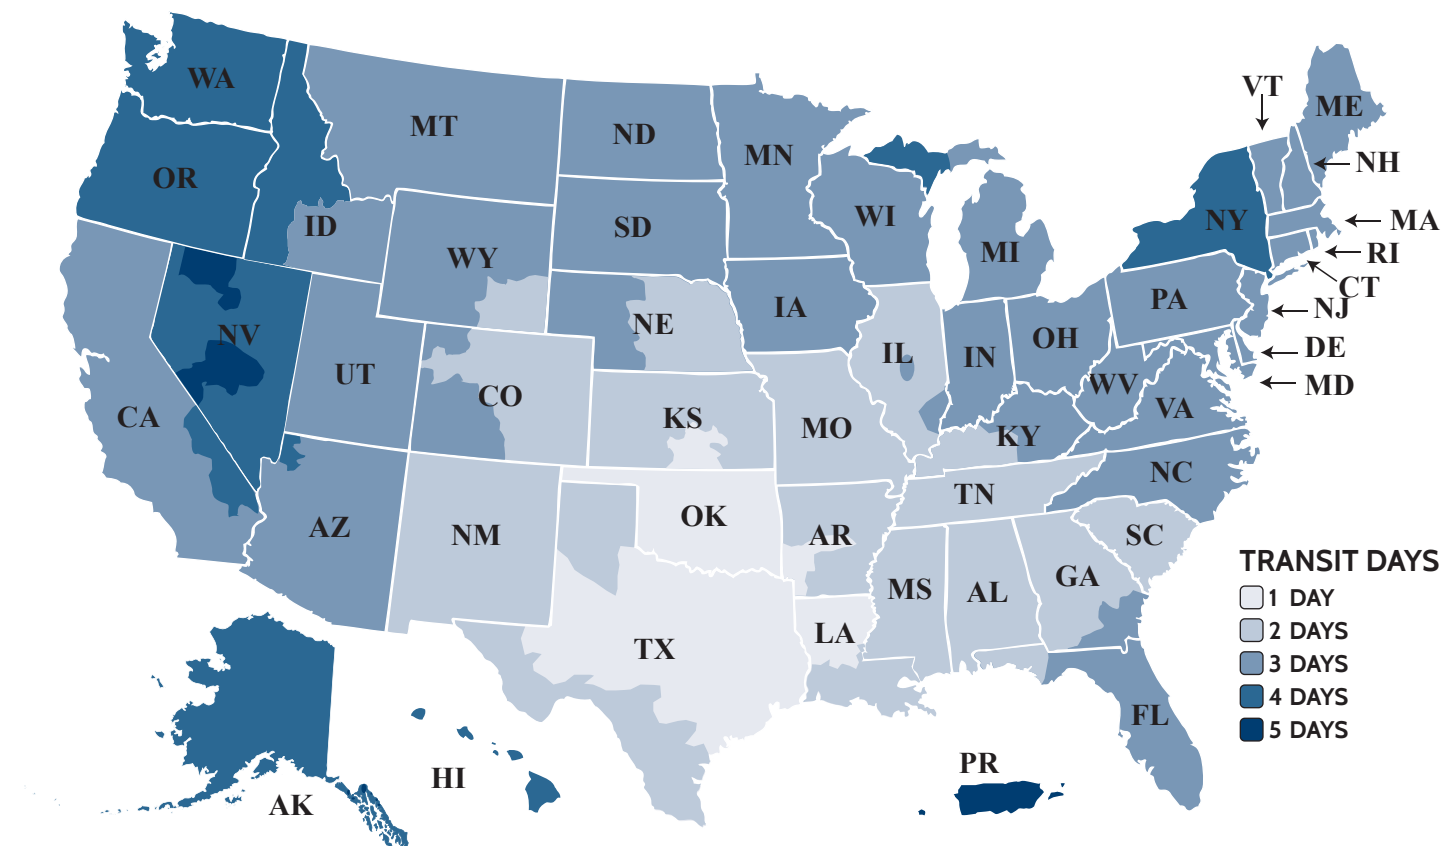 WA
MT
ND
MN
VT
ME
OR
ID
WY
SD
WI
MI
NY
NH
MA
RI
CT
NJ
DE
MD
NV
UT
CO
NE
IA
IL
IN
OH
PA
WV
VA
CA
KS
MO
KY
NC
TN
AZ
NM
OK
AR
SC
MS
AL
GA
TX
LA
FL
AK
HI
PR
TRANSIT DAYS
1 DAY
2 DAYS
3 DAYS
4 DAYS
5 DAYS